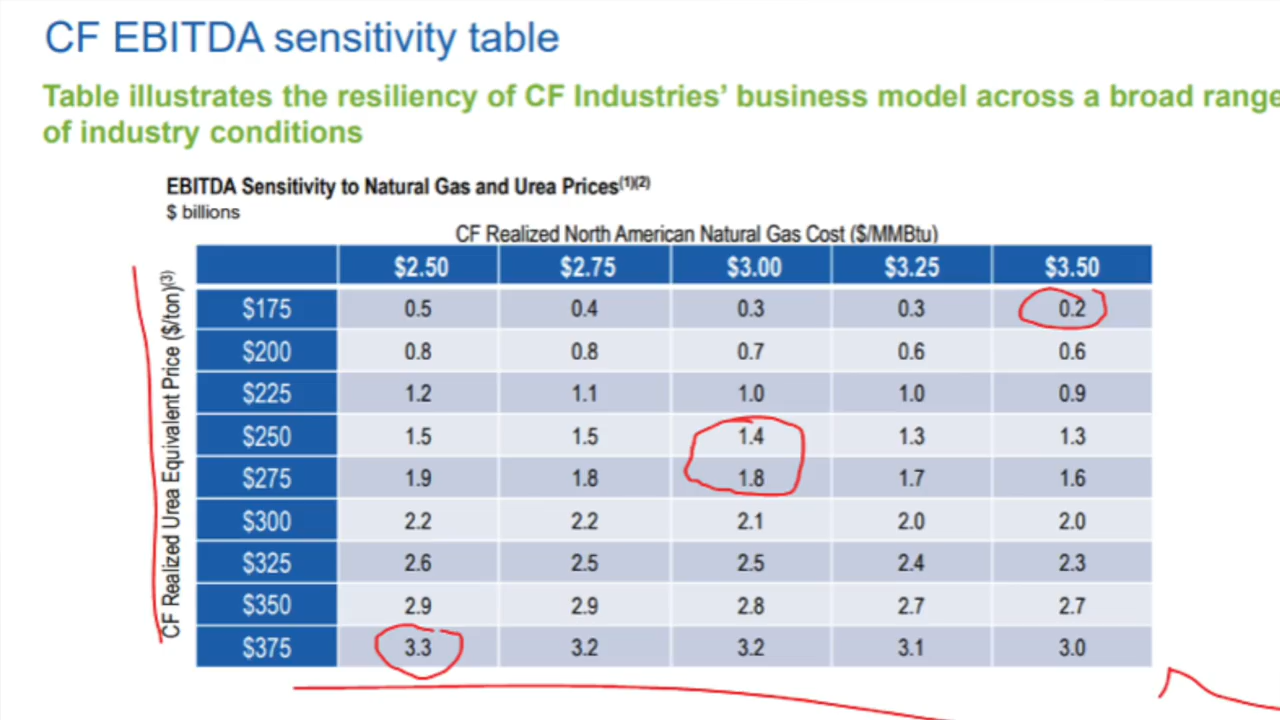 CF EBITDA sensitivity table
Table illustrates the resiliency of CF Industries’ business model across a broad range
of industry conditions
EBITDA Sensitivity to Natural Gas and Urea Prices(1)(2)
$ billions
CF Realized North American Natural Gas Cost ($/MMBtu)
CF Realized Urea Equivalent Price ($/ton)(3)
$2.50 $2.75 $3.00 $3.25 $3.50
$175 0.5 0.4 0.3 0.3 0.2
$200 0.8 0.8 0.7 0.6 0.6
$225 1.2 1.1 1.0 1.0 0.9
$250 1.5 1.5 1.4 1.3 1.3
$275 1.9 1.8 1.8 1.7 1.6
$300 2.2 2.2 2.1 2.0 2.0
$325 2.6 2.5 2.5 2.4 2.3
$350 2.9 2.9 2.8 2.7 2.7
$375 3.3 3.2 3.2 3.1 3.0